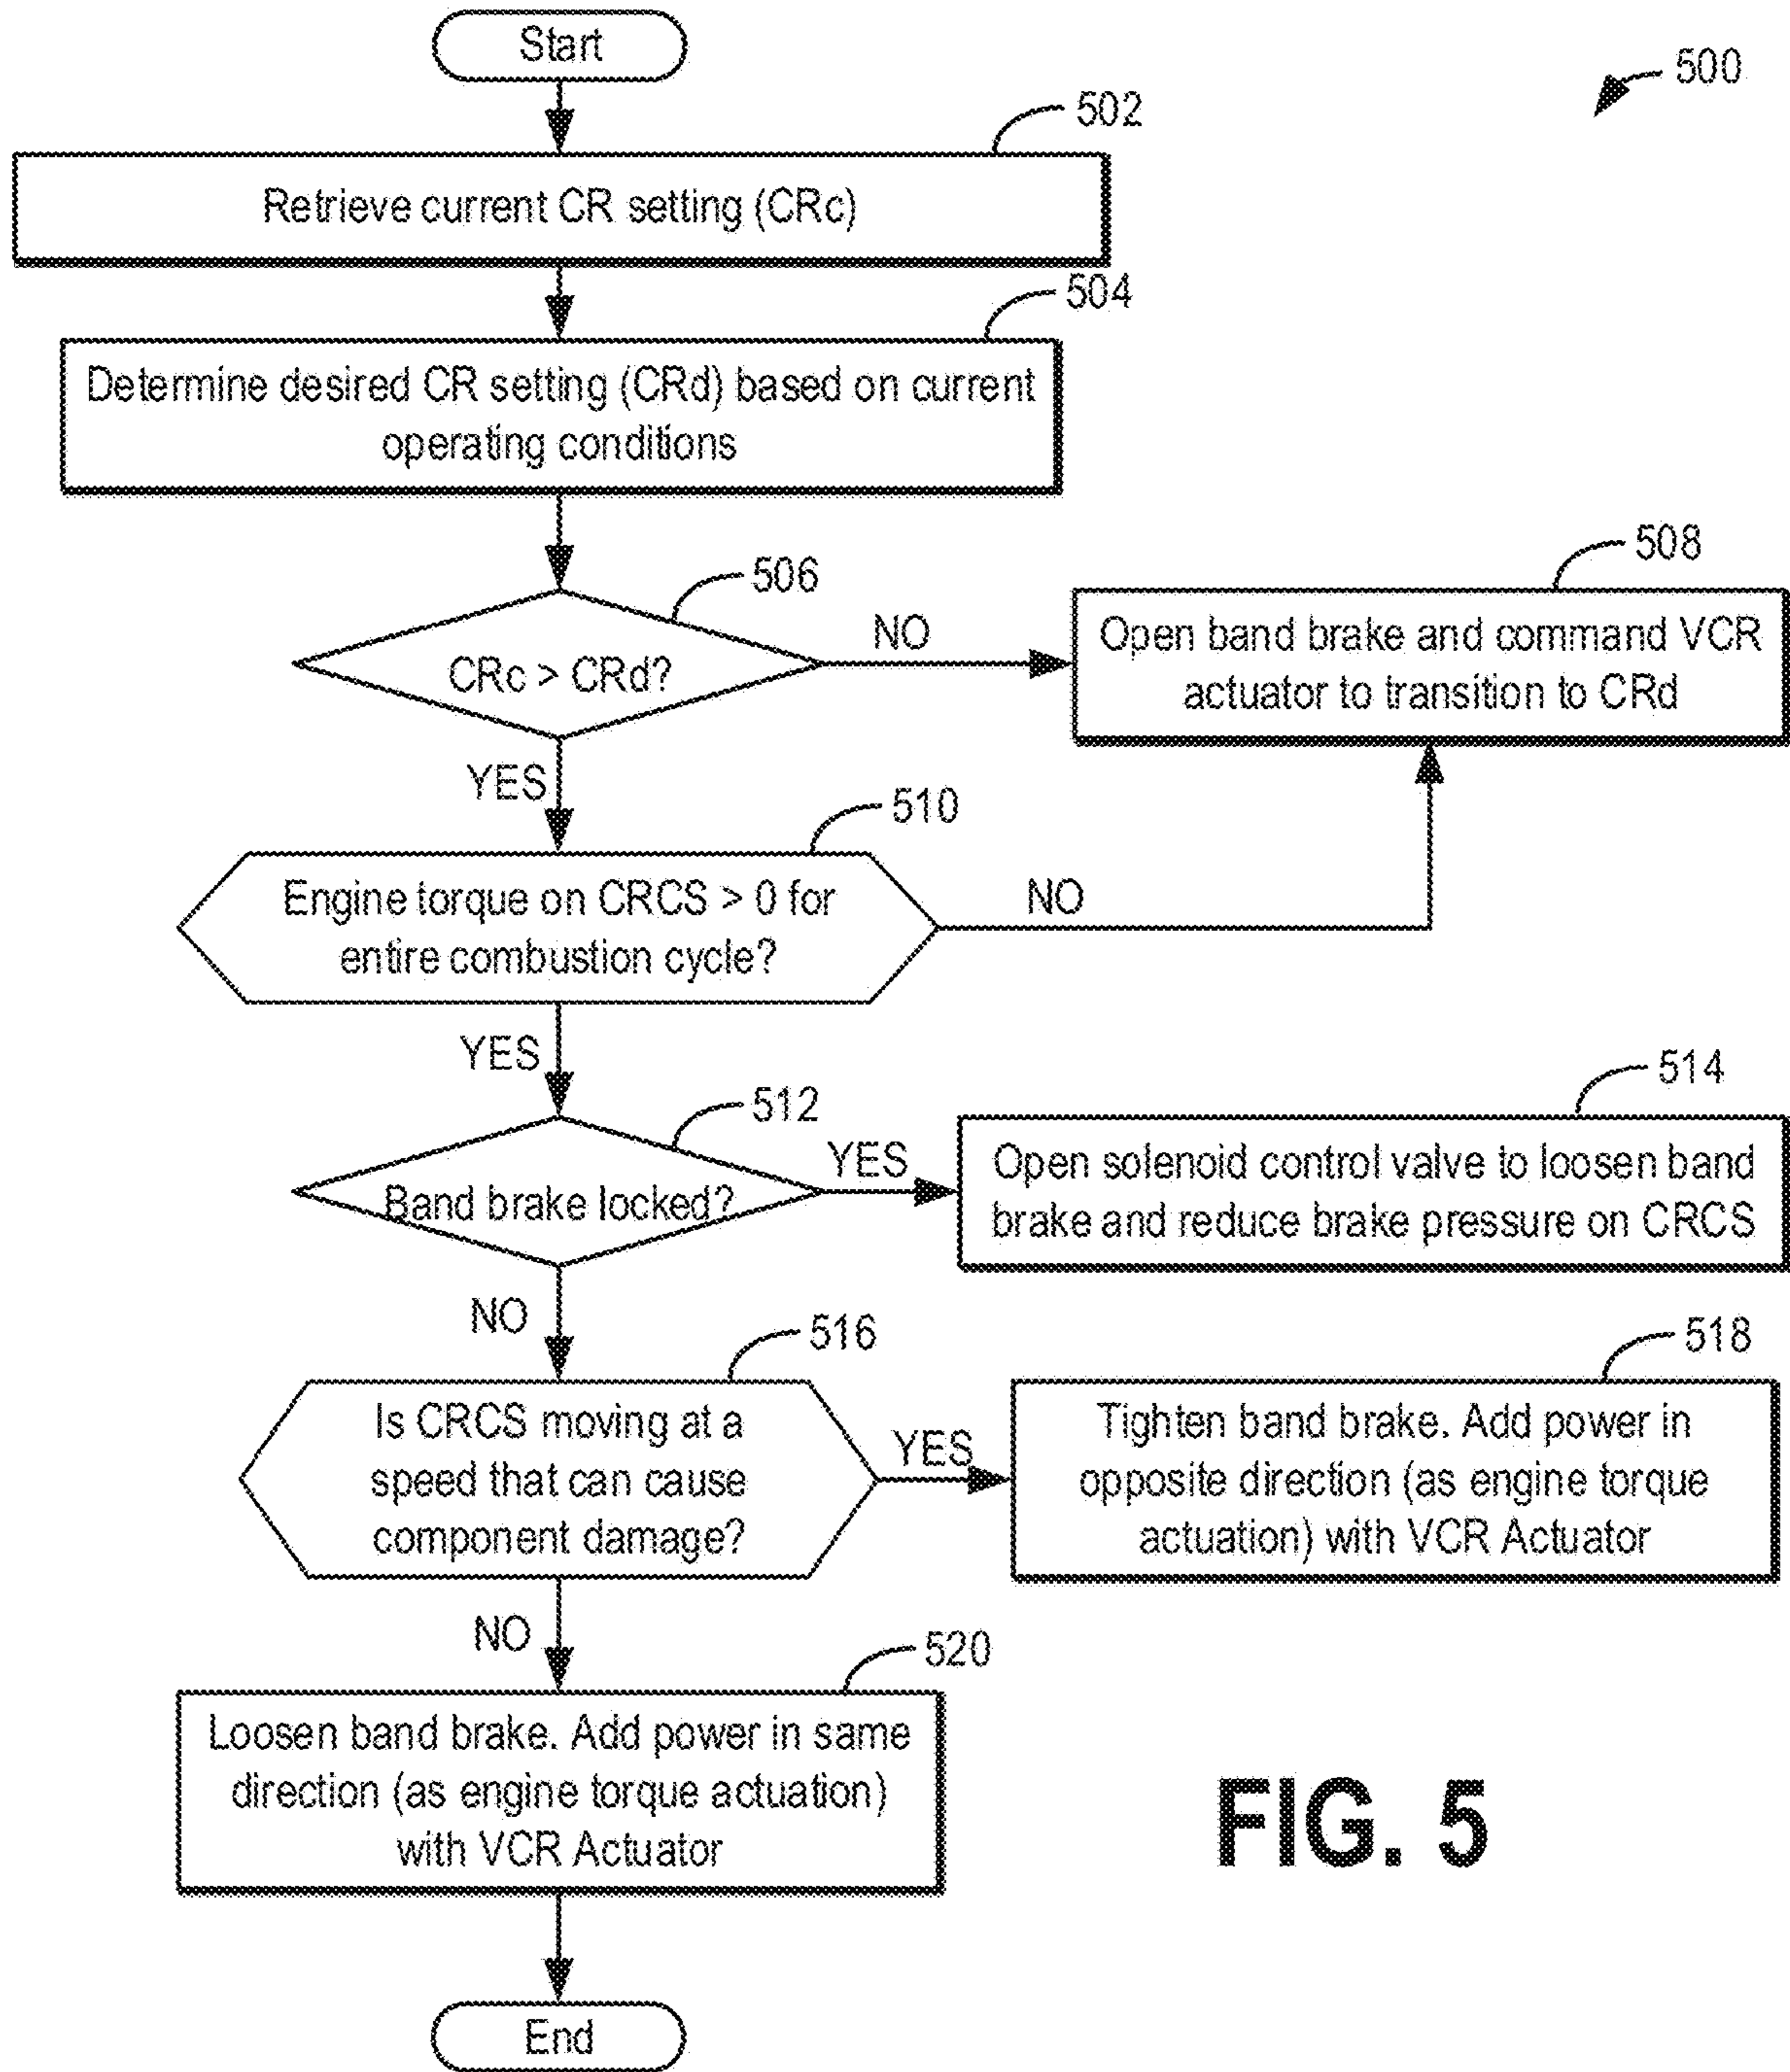 Start
500
502
Retrieve current CR setting (CRc)
504
Determine desired CR setting (CRd) based on current
operating conditions
506
CRc > CRd?
NO
508
Open band brake and command VCR
actuator to transition to CRd
YES
510
Engine torque on CRCS > 0 for
entire combustion cycle?
NO
YES
512
Band brake locked?
YES
514
Open solenoid control valve to loosen band
brake and reduce brake pressure on CRCS
NO
516
Is CRCS moving at a
speed that can cause
component damage?
YES
518
Tighten band brake. Add power in
opposite direction (as engine torque
actuation) with VCR Actuator
NO
520
Loosen band brake. Add power in same
direction (as engine torque actuation)
with VCR Actuator
End
FIG. 5